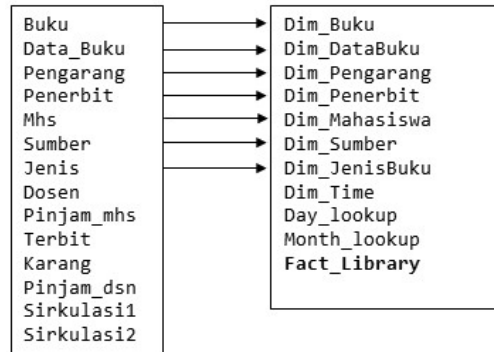 Buku
Data_Buku
Pengarang
Penerbit
Mhs
Sumber
Jenis
Dosen
Pinjam_mhs
Terbit
Karang
Pinjam_dsn
Sirkulasi1
Sirkulasi2
Dim_Buku
Dim_DataBuku
Dim_Pengarang
Dim_Penerbit
Dim_Mahasiswa
Dim_Sumber
Dim_JenisBuku
Dim_Time
Day_lookup
Month_lookup
Fact_Library